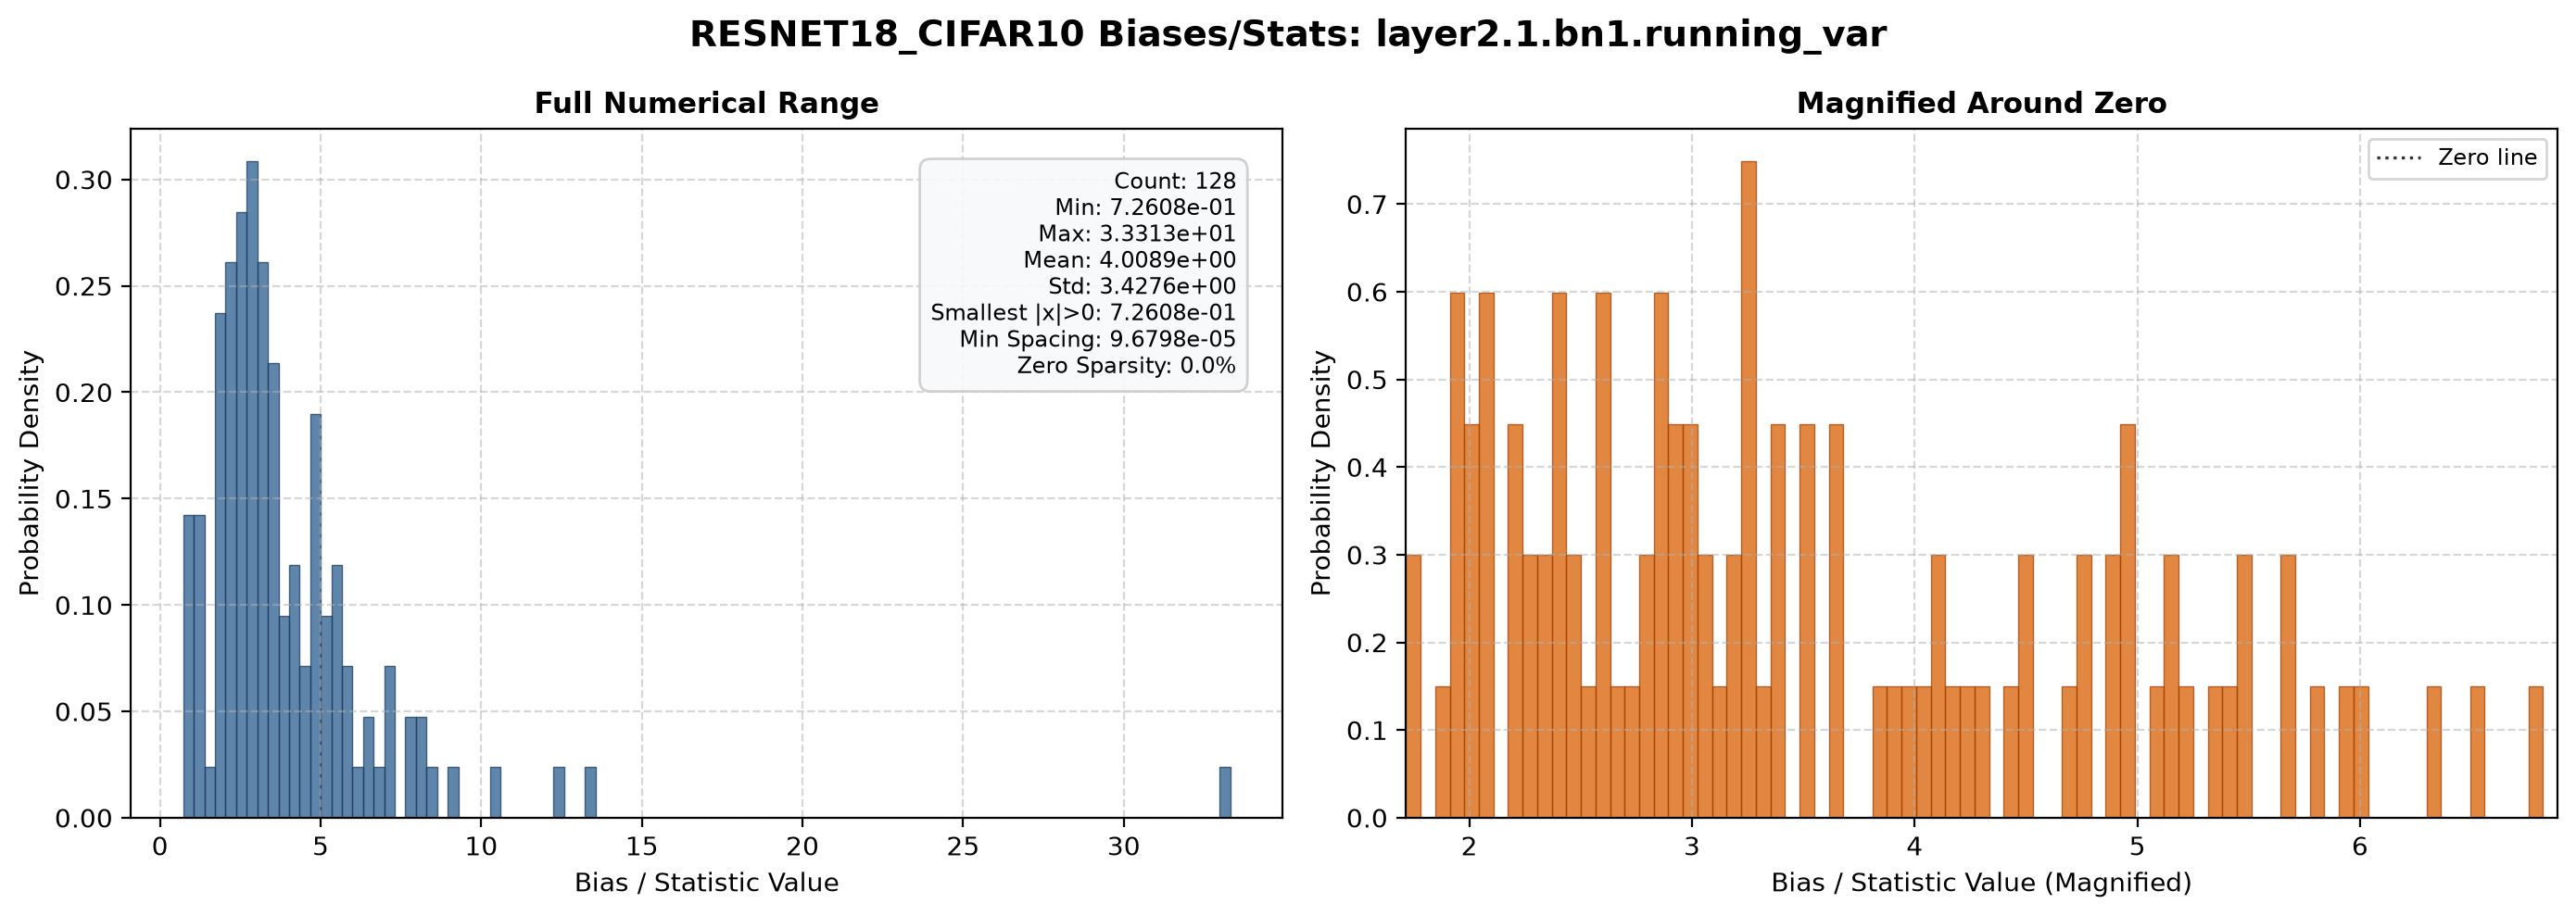 RESNET18_CIFAR10 Biases/Stats: layer2.1.bn1.running_var
Full Numerical Range
Probability Density
0.30
0.25
0.20
0.15
0.10
0.05
0.00
Count: 128
Min: 7.2608e-01
Max: 3.3313e+01
Mean: 4.0089e+00
Std: 3.4276e+00
Smallest |x|>0: 7.2608e-01
Min Spacing: 9.6798e-05
Zero Sparsity: 0.0%
0 5 10 15 20 25 30
Bias / Statistic Value
Magnified Around Zero
Zero line
Probability Density
0.7
0.6
0.5
0.4
0.3
0.2
0.1
0.0
2 3 4 5 6
Bias / Statistic Value (Magnified)